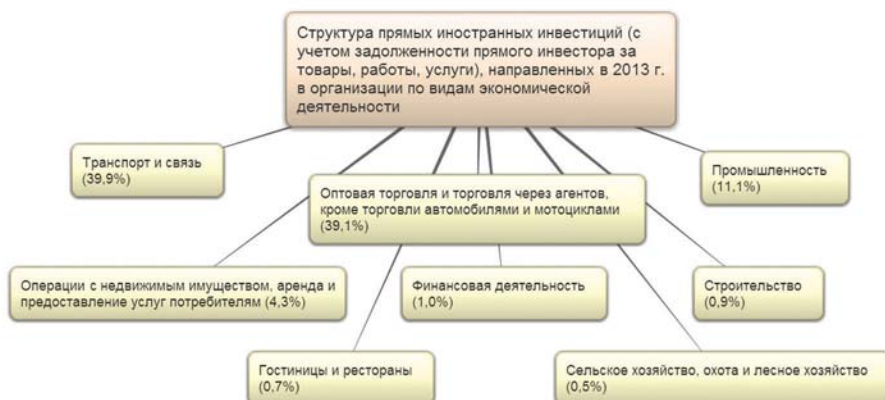 Структура прямых иностранных инвестиций (с
учетом задолженности прямого инвестора за
товары, работы, услуги), направленных в 2013 г.
в организации по видам экономической
деятельности
Транспорт и связь
(39,9%)
Промышленность
(11,1%)
Оптовая торговля и торговля через агентов,
кроме торговли автомобилями и мотоциклами
(39,1%)
Операции с недвижимым имуществом, аренда и
предоставление услуг потребителям (4,3%)
Финансовая деятельность
(1,0%)
Строительство
(0,9%)
Гостиницы и рестораны
(0,7%)
Сельское хозяйство, охота и лесное хозяйство
(0,5%)